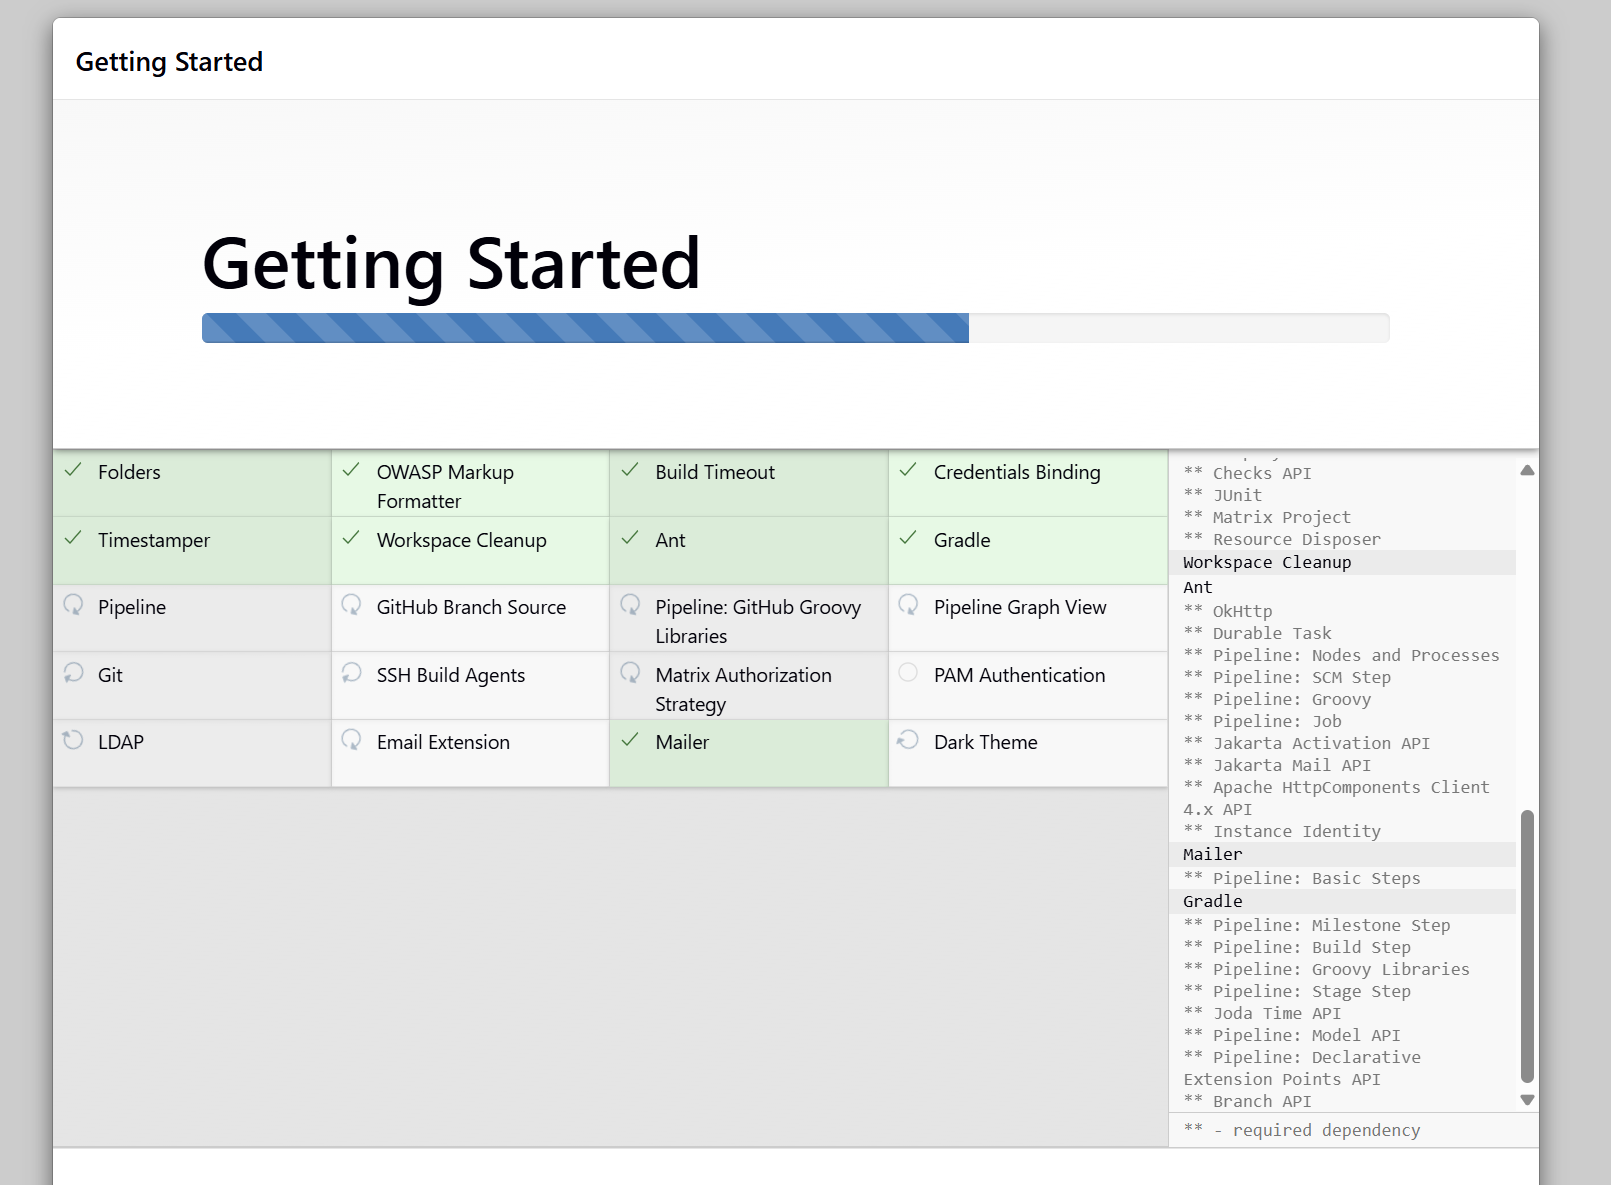 Getting Started
Getting Started
Folders
OWASP Markup
Formatter
Build Timeout
Credentials Binding
Timestamper
Workspace Cleanup
Ant
Gradle
Pipeline
GitHub Branch Source
Pipeline: GitHub Groovy
Libraries
Pipeline Graph View
Git
SSH Build Agents
Matrix Authorization
Strategy
PAM Authentication
LDAP
Email Extension
Mailer
Dark Theme
** Checks API
** JUnit
** Matrix Project
** Resource Disposer
Workspace Cleanup
Ant
** OkHttp
** Durable Task
** Pipeline: Nodes and Processes
** Pipeline: SCM Step
** Pipeline: Groovy
** Pipeline: Job
** Jakarta Activation API
** Jakarta Mail API
** Apache HttpComponents Client
4.x API
** Instance Identity
Mailer
** Pipeline: Basic Steps
Gradle
** Pipeline: Milestone Step
** Pipeline: Build Step
** Pipeline: Groovy Libraries
** Pipeline: Stage Step
** Joda Time API
** Pipeline: Model API
** Pipeline: Declarative
Extension Points API
** Branch API
** - required dependency